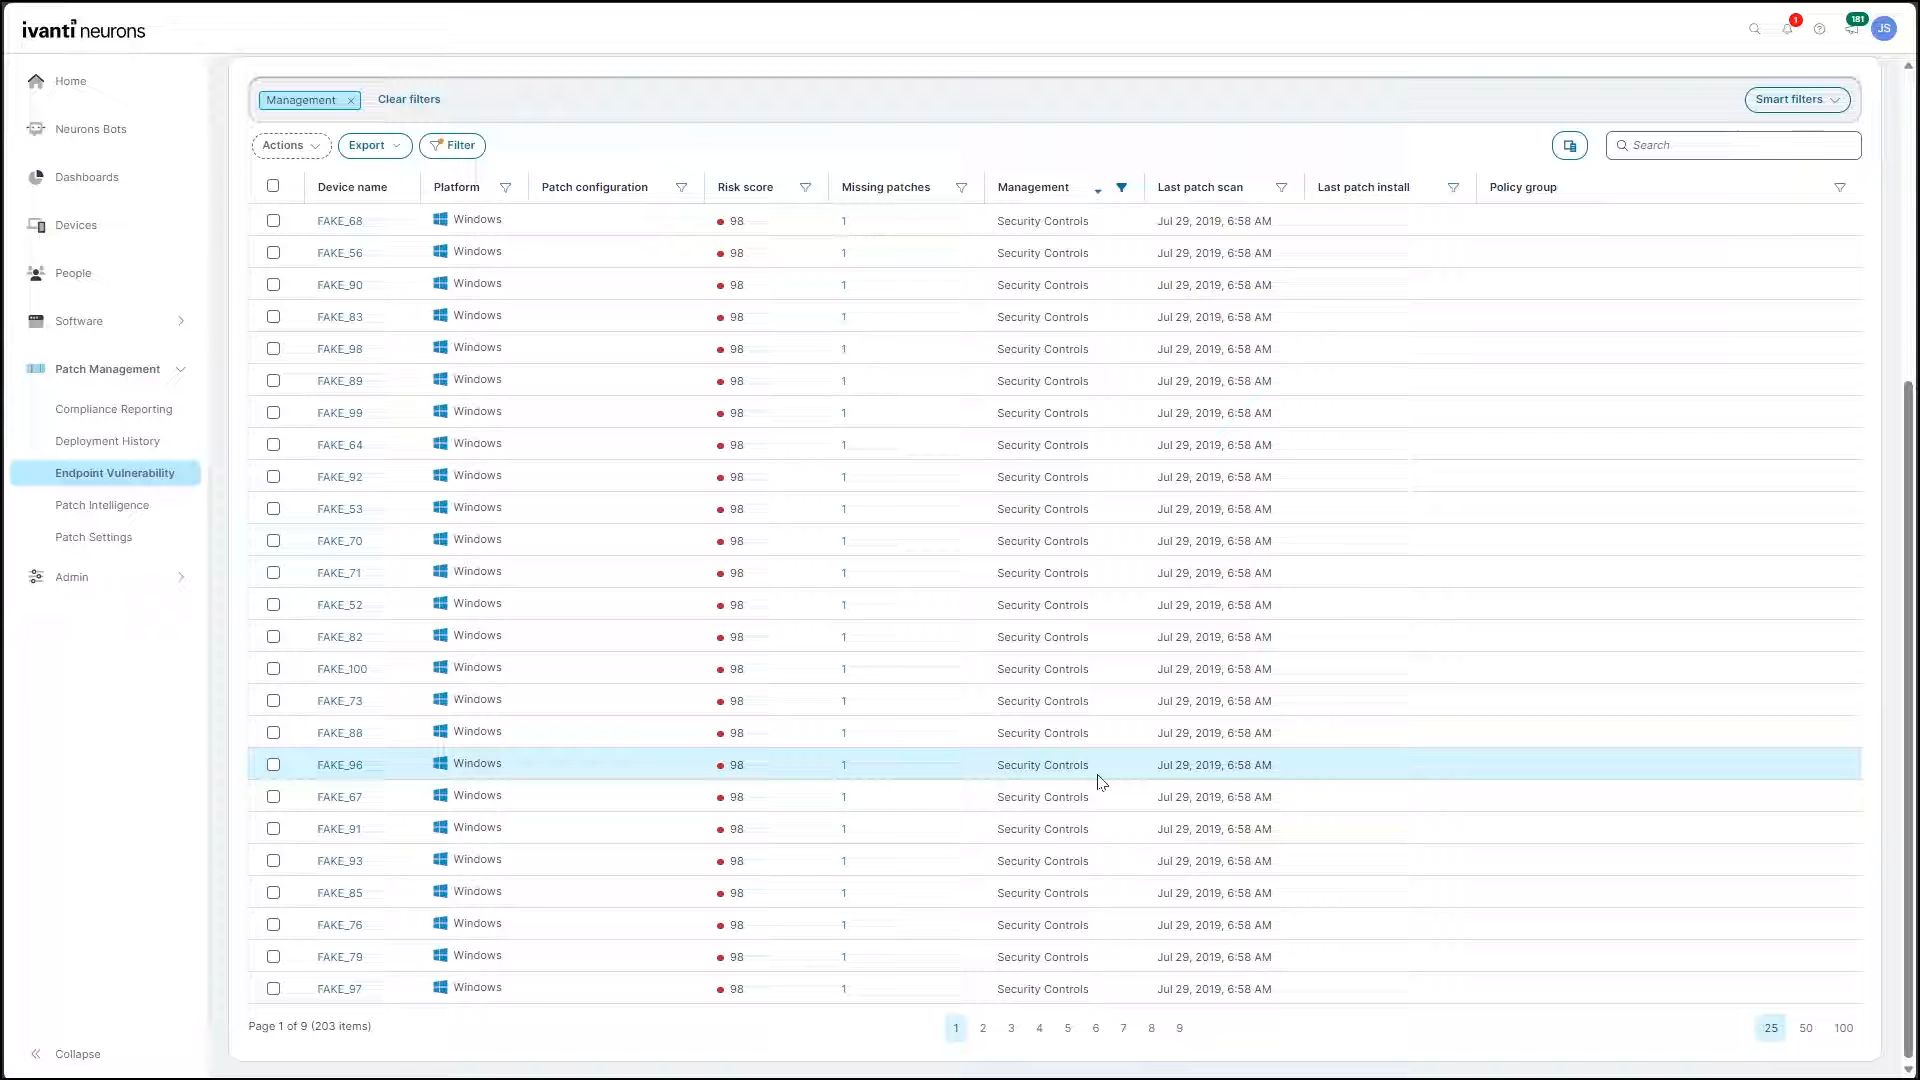 ivanti neurons
1
181
JS
Home
Neurons Bots
Dashboards
Devices
People
Software
Patch Management
Compliance Reporting
Deployment History
Endpoint Vulnerability
Patch Intelligence
Patch Settings
Admin
Collapse
Management × Clear filters Smart filters
Actions Export Filter Search
Device name Platform Patch configuration Risk score Missing patches Management Last patch scan Last patch install Policy group
FAKE_68 Windows 98 1 Security Controls Jul 29, 2019, 6:58 AM
FAKE_56 Windows 98 1 Security Controls Jul 29, 2019, 6:58 AM
FAKE_90 Windows 98 1 Security Controls Jul 29, 2019, 6:58 AM
FAKE_83 Windows 98 1 Security Controls Jul 29, 2019, 6:58 AM
FAKE_98 Windows 98 1 Security Controls Jul 29, 2019, 6:58 AM
FAKE_89 Windows 98 1 Security Controls Jul 29, 2019, 6:58 AM
FAKE_99 Windows 98 1 Security Controls Jul 29, 2019, 6:58 AM
FAKE_64 Windows 98 1 Security Controls Jul 29, 2019, 6:58 AM
FAKE_92 Windows 98 1 Security Controls Jul 29, 2019, 6:58 AM
FAKE_53 Windows 98 1 Security Controls Jul 29, 2019, 6:58 AM
FAKE_70 Windows 98 1 Security Controls Jul 29, 2019, 6:58 AM
FAKE_71 Windows 98 1 Security Controls Jul 29, 2019, 6:58 AM
FAKE_52 Windows 98 1 Security Controls Jul 29, 2019, 6:58 AM
FAKE_82 Windows 98 1 Security Controls Jul 29, 2019, 6:58 AM
FAKE_100 Windows 98 1 Security Controls Jul 29, 2019, 6:58 AM
FAKE_73 Windows 98 1 Security Controls Jul 29, 2019, 6:58 AM
FAKE_88 Windows 98 1 Security Controls Jul 29, 2019, 6:58 AM
FAKE_96 Windows 98 1 Security Controls Jul 29, 2019, 6:58 AM
FAKE_67 Windows 98 1 Security Controls Jul 29, 2019, 6:58 AM
FAKE_91 Windows 98 1 Security Controls Jul 29, 2019, 6:58 AM
FAKE_93 Windows 98 1 Security Controls Jul 29, 2019, 6:58 AM
FAKE_85 Windows 98 1 Security Controls Jul 29, 2019, 6:58 AM
FAKE_76 Windows 98 1 Security Controls Jul 29, 2019, 6:58 AM
FAKE_79 Windows 98 1 Security Controls Jul 29, 2019, 6:58 AM
FAKE_97 Windows 98 1 Security Controls Jul 29, 2019, 6:58 AM
Page 1 of 9 (203 items) 1 2 3 4 5 6 7 8 9 25 50 100